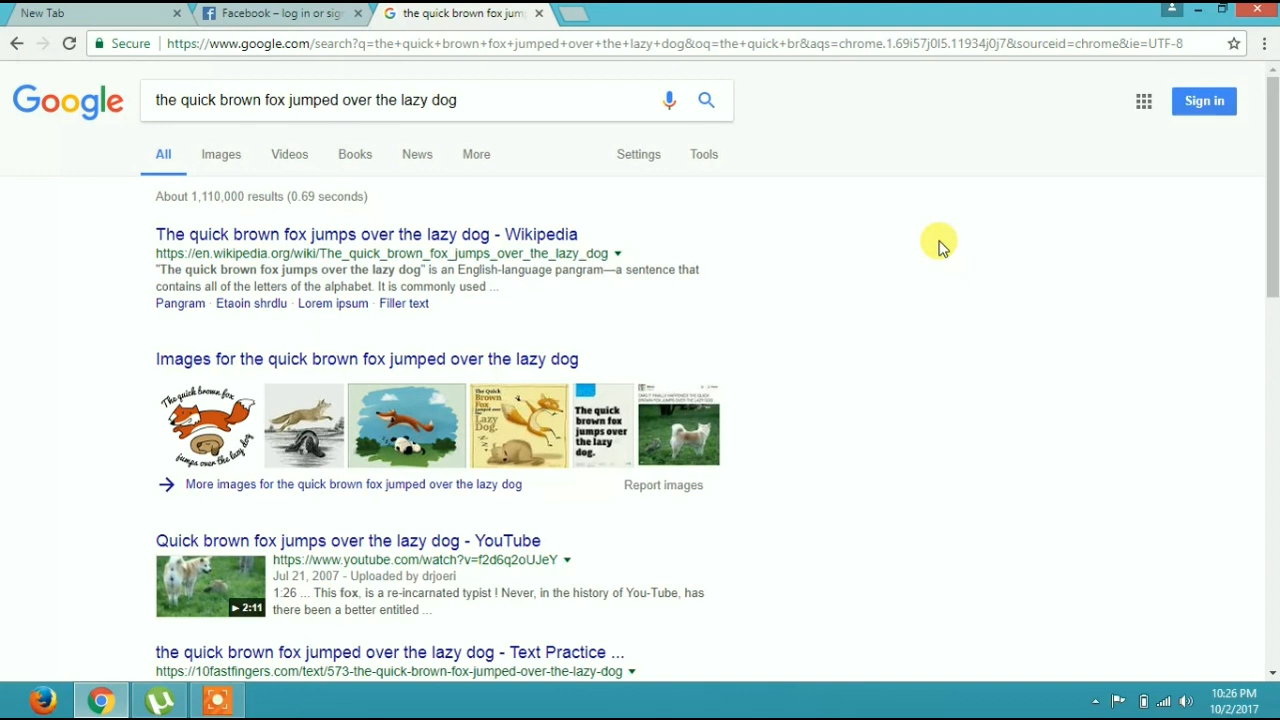 New Tab
Facebook – log in or sig
the quick brown fox jum
Secure
https://www.google.com/search?q=the+quick+brown+fox+jumped+over+the+lazy+dog&oq=the+quick+br&aqs=chrome.1.69i57j0l5.11934j0j7&sourceid=chrome&ie=UTF-8
Google
the quick brown fox jumped over the lazy dog
Sign in
All Images Videos Books News More Settings Tools
About 1,110,000 results (0.69 seconds)
The quick brown fox jumps over the lazy dog - Wikipedia
https://en.wikipedia.org/wiki/The_quick_brown_fox_jumps_over_the_lazy_dog
"The quick brown fox jumps over the lazy dog" is an English-language pangram—a sentence that
contains all of the letters of the alphabet. It is commonly used ...
Pangram · Etaoin shrdlu · Lorem ipsum · Filler text
Images for the quick brown fox jumped over the lazy dog
The quick brown fox
jumps over the lazy dog
The Quick
Brown
Fox
jumped over
the
Lazy
Dog.
The quick
brown fox
jumps over
the lazy
dog.
More images for the quick brown fox jumped over the lazy dog
Report images
Quick brown fox jumps over the lazy dog - YouTube
https://www.youtube.com/watch?v=f2d6q2oUJeY
Jul 21, 2007 - Uploaded by drjoeri
1:26 ... This fox, is a re-incarnated typist ! Never, in the history of You-Tube, has
there been a better entitled ...
2:11
the quick brown fox jumped over the lazy dog - Text Practice ...
https://10fastfingers.com/text/573-the-quick-brown-fox-jumped-over-the-lazy-dog
10:26 PM
10/2/2017